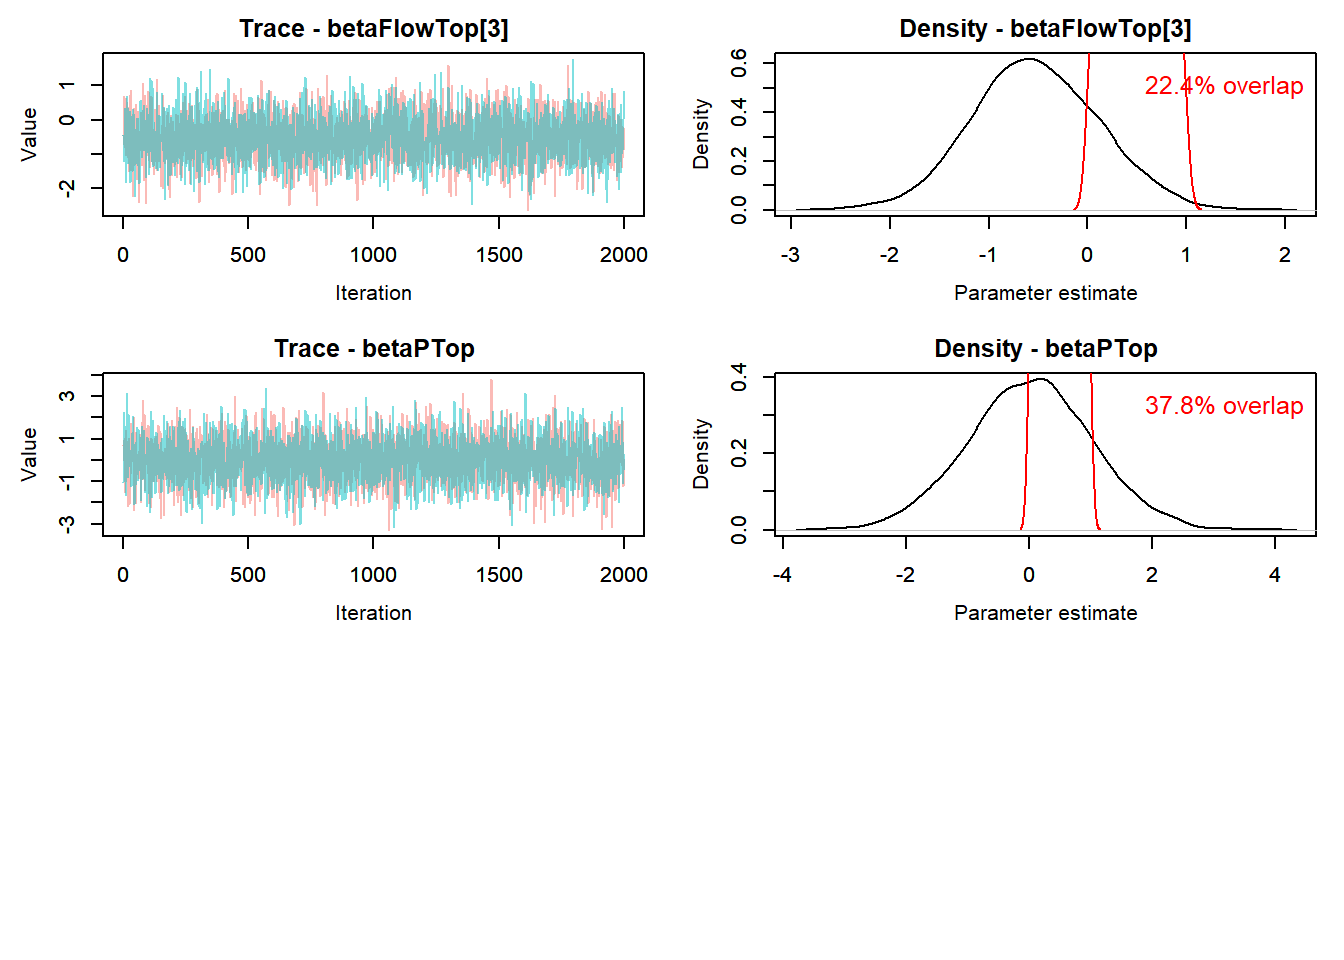 Trace - betaFlowTop[3]
Value
1
0
-2
0
500
1000
1500
2000
Iteration
Density - betaFlowTop[3]
22.4% overlap
Density
0.6
0.4
0.2
0.0
-3
-2
-1
0
1
2
Parameter estimate
Trace - betaPTop
Value
3
1
-1
-3
0
500
1000
1500
2000
Iteration
Density - betaPTop
37.8% overlap
Density
0.4
0.2
0.0
-4
-2
0
2
4
Parameter estimate